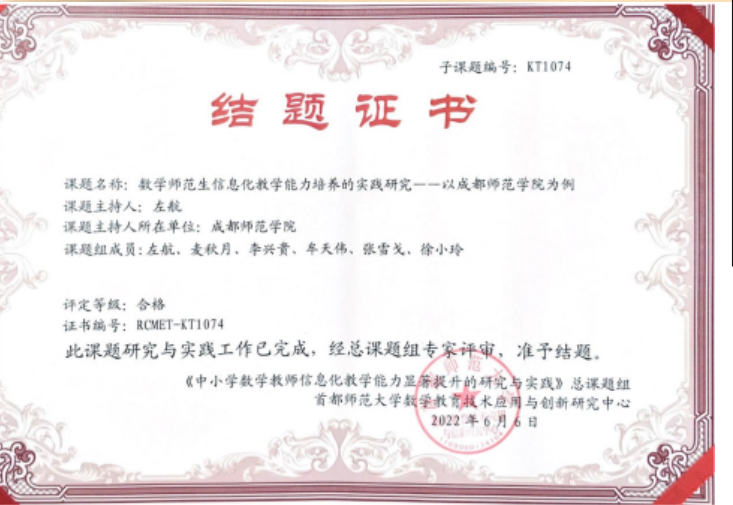 子课题编号：KT1074
结题证书
课题名称：数学师范生信息化教学能力培养的实践研究——以成都师范学院为例
课题主持人：左航
课题主持人所在单位：成都师范学院
课题组成员：左航、麦秋月、李兴贵、牟天伟、张雪戈、徐小玲
评定等级：合格
证书编号：RCMET-KT1074
此课题研究与实践工作已完成，经总课题组专家评审，准予结题。
《中小学数学教师信息化教学能力显著提升的研究与实践》总课题组
首都师范大学数学教育技术应用与创新研究中心
2022年6月6日